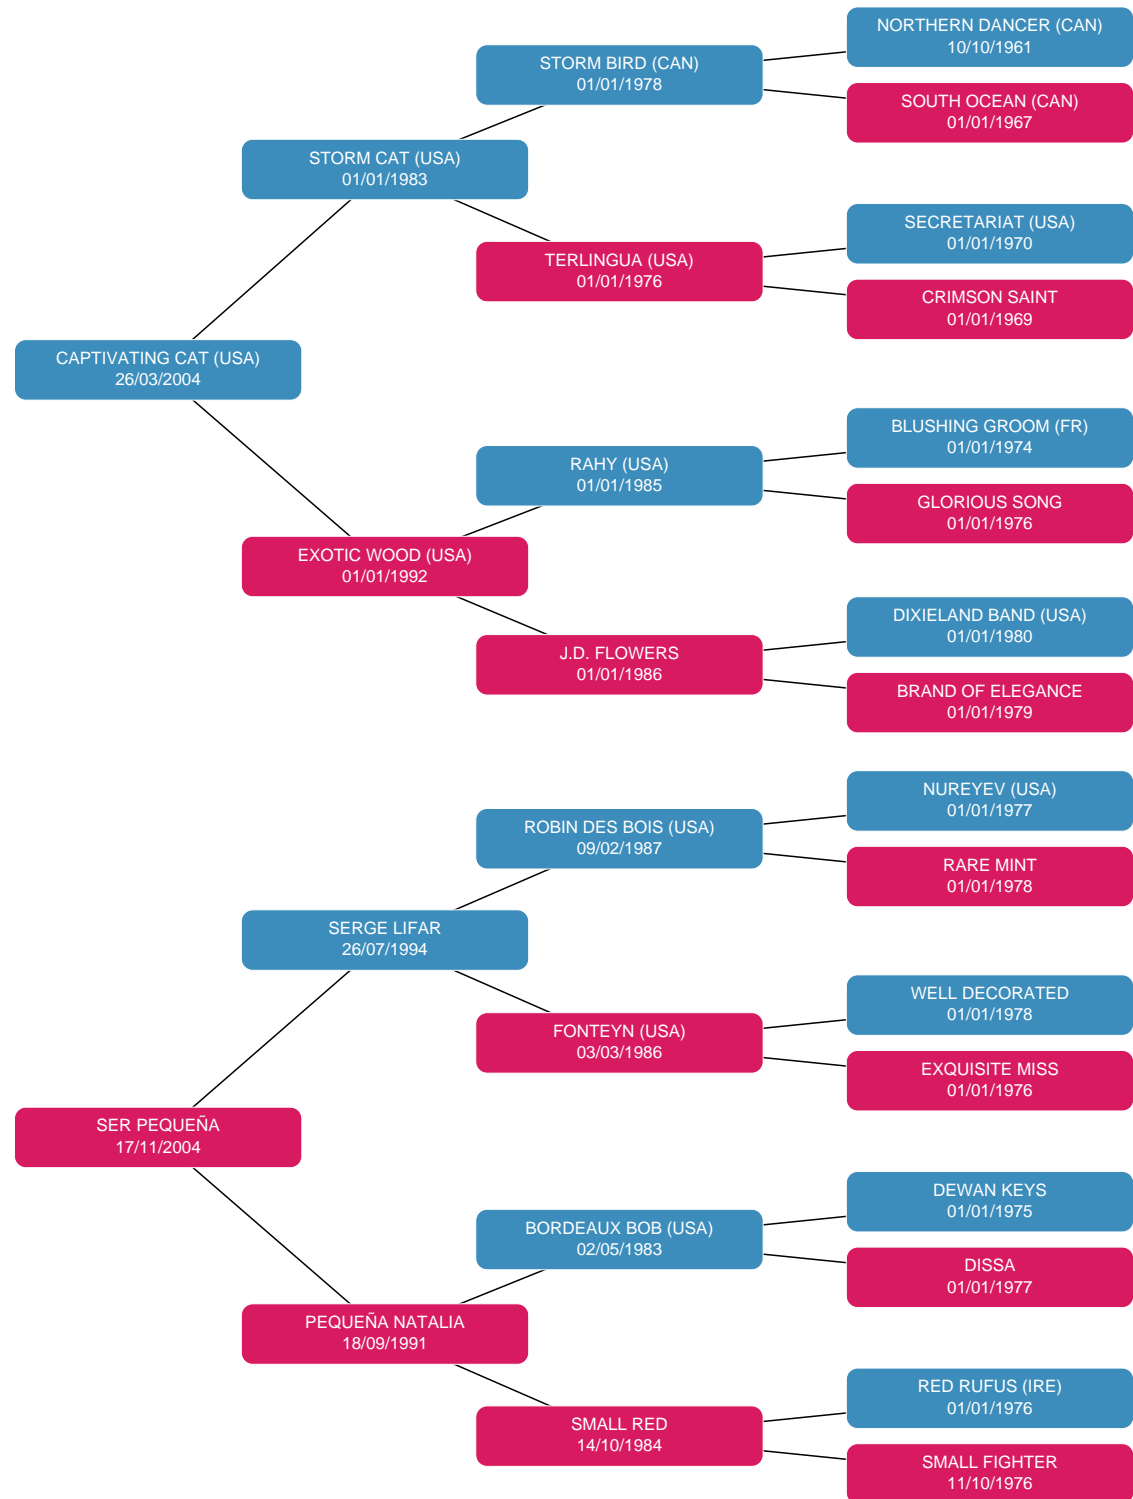 NORTHERN DANCER (CAN)
10/10/1961
STORM BIRD (CAN)
01/01/1978
SOUTH OCEAN (CAN)
01/01/1967
STORM CAT (USA)
01/01/1983
SECRETARIAT (USA)
01/01/1970
TERLINGUA (USA)
01/01/1976
CRIMSON SAINT
01/01/1969
CAPTIVATING CAT (USA)
26/03/2004
BLUSHING GROOM (FR)
01/01/1974
RAHY (USA)
01/01/1985
GLORIOUS SONG
01/01/1976
EXOTIC WOOD (USA)
01/01/1992
DIXIELAND BAND (USA)
01/01/1980
J.D. FLOWERS
01/01/1986
BRAND OF ELEGANCE
01/01/1979
NUREYEV (USA)
01/01/1977
ROBIN DES BOIS (USA)
09/02/1987
RARE MINT
01/01/1978
SERGE LIFAR
26/07/1994
WELL DECORATED
01/01/1978
FONTEYN (USA)
03/03/1986
EXQUISITE MISS
01/01/1976
SER PEQUEÑA
17/11/2004
DEWAN KEYS
01/01/1975
BORDEAUX BOB (USA)
02/05/1983
DISSA
01/01/1977
PEQUEÑA NATALIA
18/09/1991
RED RUFUS (IRE)
01/01/1976
SMALL RED
14/10/1984
SMALL FIGHTER
11/10/1976